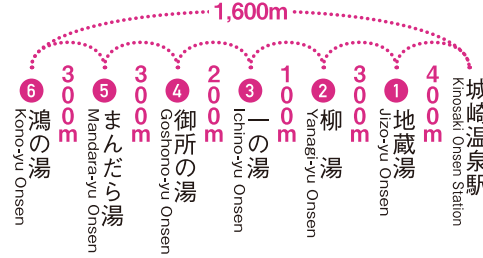 1,600m
400m
300m
100m
200m
300m
300m
城崎温泉駅
Kinosaki Onsen Station
1
地蔵湯
Jizo-yu Onsen
2
柳 湯
Yanagi-yu Onsen
3
一の湯
Ichino-yu Onsen
4
御所の湯
Goshono-yu Onsen
5
まんだら湯
Mandara-yu Onsen
6
鴻の湯
Kono-yu Onsen